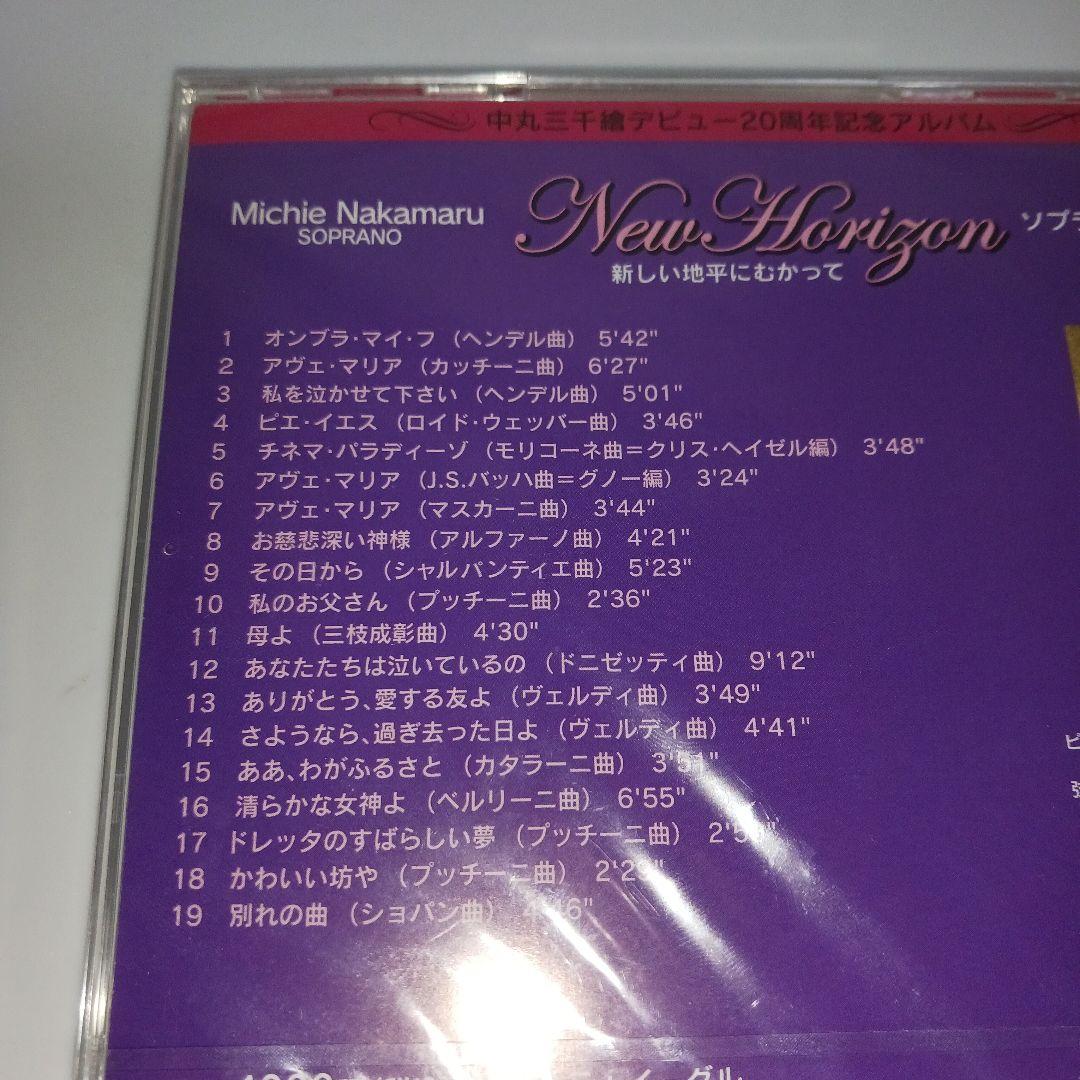 中丸三千繪デビュー20周年記念アルバム
Michie Nakamaru
SOPRANO
New Horizon
新しい地平にむかって
ソプラ
1 オンブラ・マイ・フ（ヘンデル曲） 5'42"
2 アヴェ・マリア（カッチーニ曲） 6'27"
3 私を泣かせて下さい（ヘンデル曲） 5'01"
4 ピエ・イエス（ロイド・ウェッバー曲） 3'46"
5 チネマ・パラディーゾ（モリコーネ曲＝クリス・ヘイゼル編） 3'48"
6 アヴェ・マリア（J.S.バッハ曲＝グノー編） 3'24"
7 アヴェ・マリア（マスカーニ曲） 3'44"
8 お慈悲深い神様（アルファーノ曲） 4'21"
9 その日から（シャルパンティエ曲） 5'23"
10 私のお父さん（プッチーニ曲） 2'36"
11 母よ（三枝成彰曲） 4'30"
12 あなたたちは泣いているの（ドニゼッティ曲） 9'12"
13 ありがとう、愛する友よ（ヴェルディ曲） 3'49"
14 さようなら、過ぎ去った日よ（ヴェルディ曲） 4'41"
15 ああ、わがふるさと（カタラーニ曲） 3'51"
16 清らかな女神よ（ベルリーニ曲） 6'55"
17 ドレッタのすばらしい夢（プッチーニ曲）
18 かわいい坊や（プッチーニ曲）
19 別れの曲（ショパン曲） 4'46"